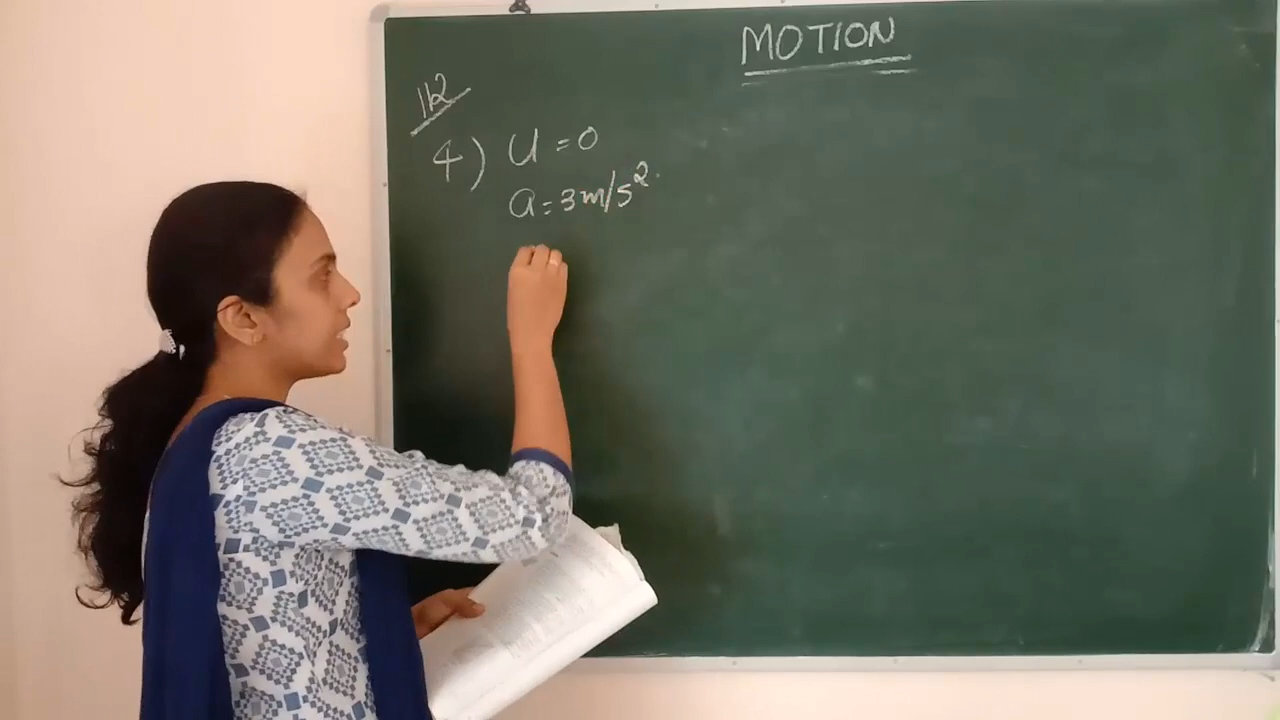 MOTION
112
4) U = 0
a = 3m/s².